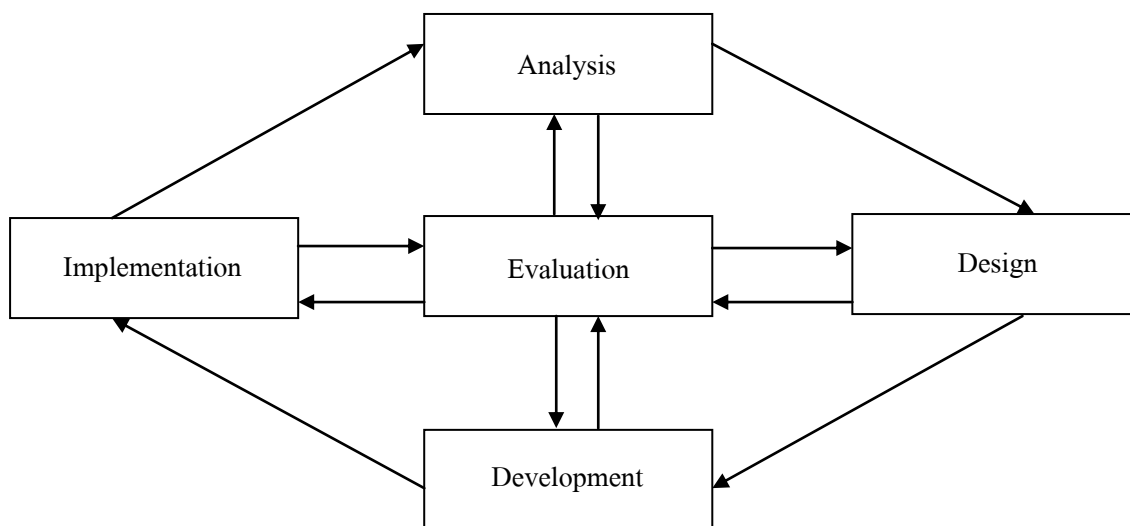 Analysis
Implementation
Evaluation
Design
Development